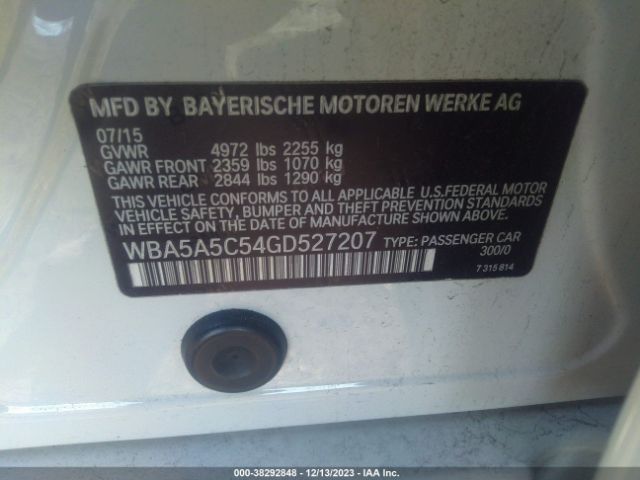 MFD BY BAYERISCHE MOTOREN WERKE AG
07/15
GVWR 4972 lbs 2255 kg
GAWR FRONT 2359 lbs 1070 kg
GAWR REAR 2844 lbs 1290 kg
THIS VEHICLE CONFORMS TO ALL APPLICABLE U.S.FEDERAL MOTOR
VEHICLE SAFETY, BUMPER AND THEFT PREVENTION STANDARDS
IN EFFECT ON THE DATE OF MANUFACTURE SHOWN ABOVE.
WBA5A5C54GD527207 TYPE: PASSENGER CAR
300/0
7 315 814
000-38292848 - 12/13/2023 - IAA Inc.